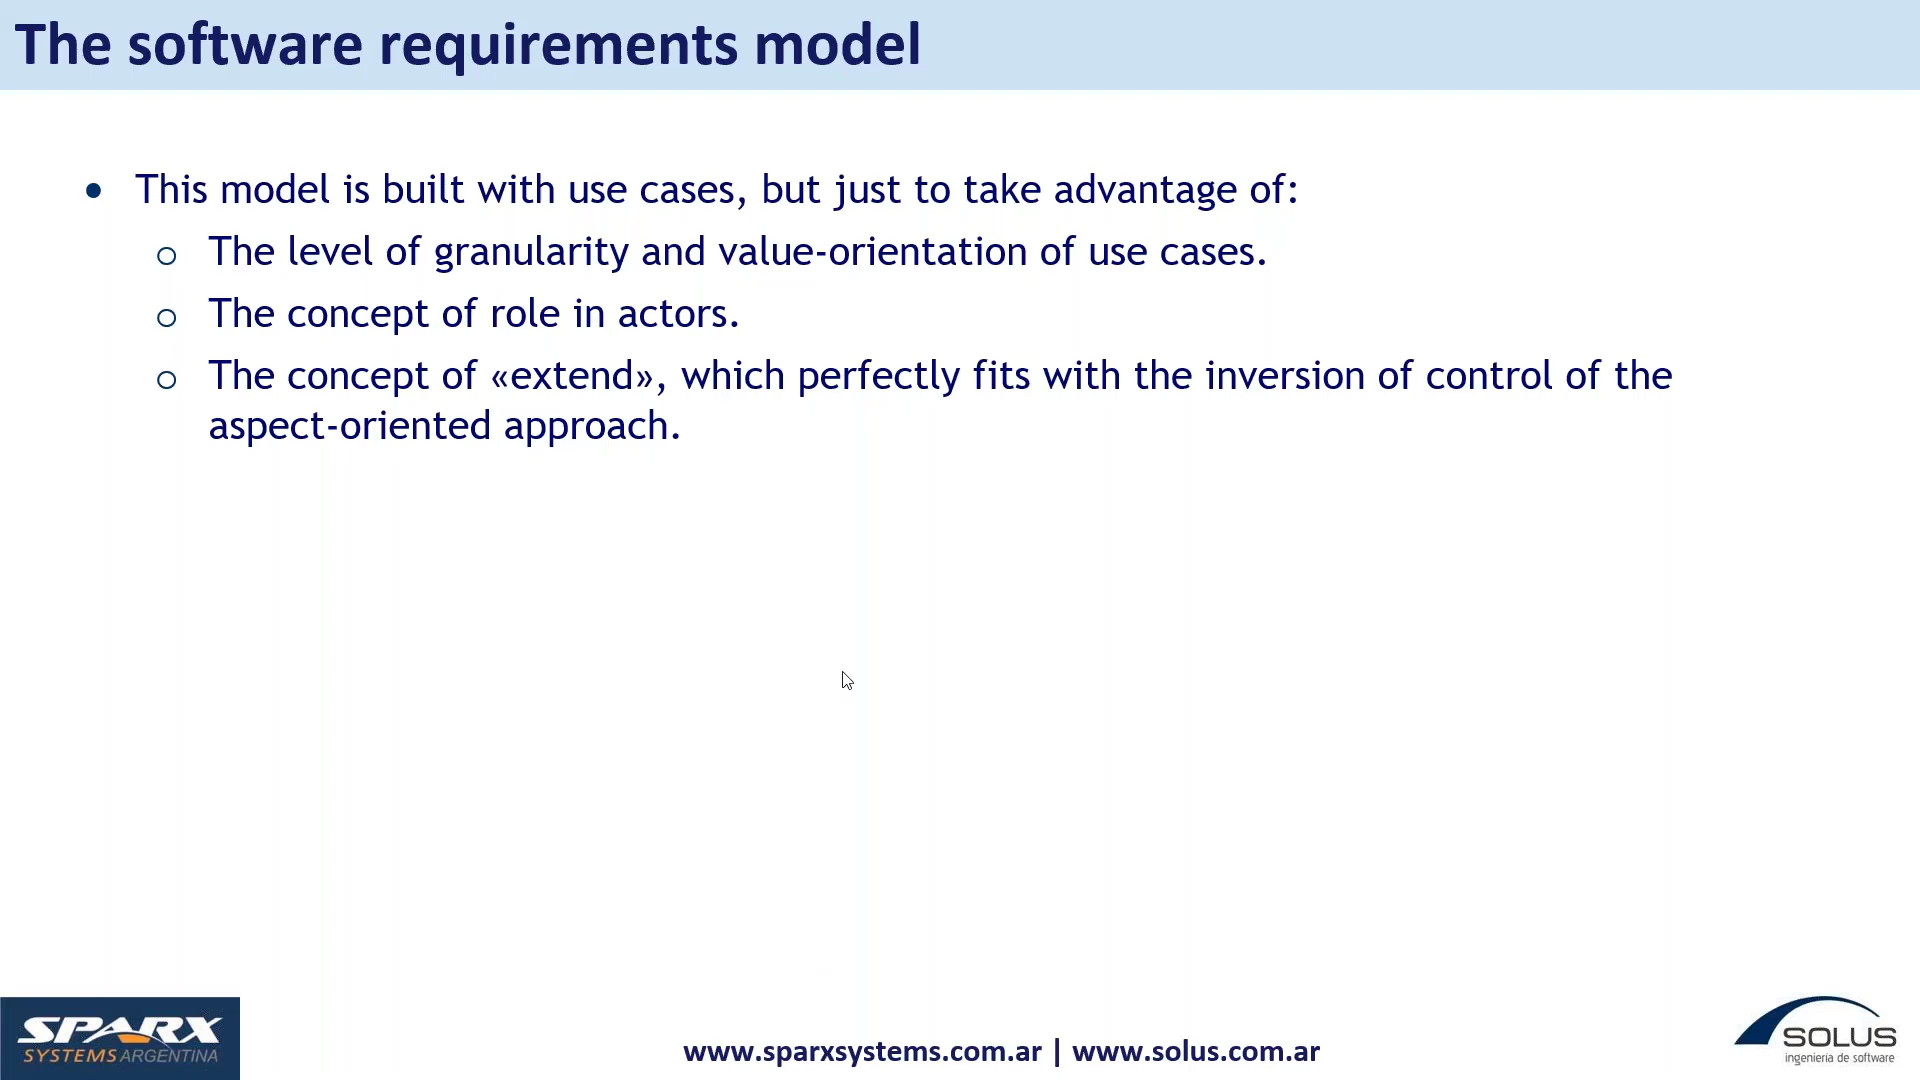 The software requirements model
• This model is built with use cases, but just to take advantage of:
o The level of granularity and value-orientation of use cases.
o The concept of role in actors.
o The concept of «extend», which perfectly fits with the inversion of control of the
aspect-oriented approach.
SPARX
SYSTEMS ARGENTINA
www.sparxsystems.com.ar | www.solus.com.ar
SOLUS
ingenieria de software